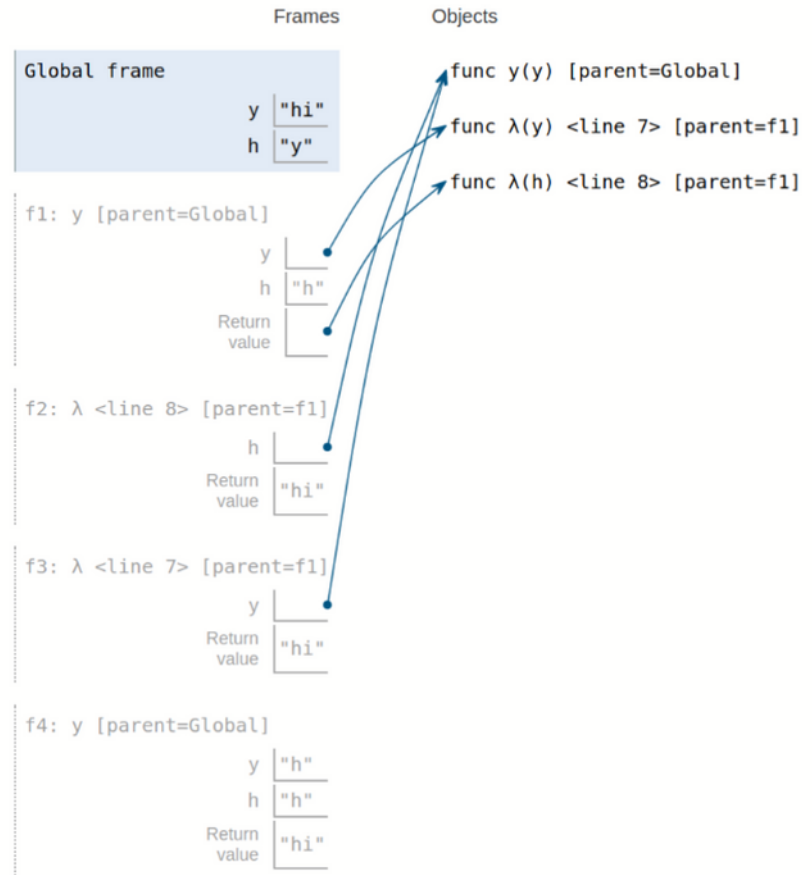 Frames Objects
Global frame
y "hi"
h "y"
func y(y) [parent=Global]
func λ(y) <line 7> [parent=f1]
func λ(h) <line 8> [parent=f1]
f1: y [parent=Global]
y
h "h"
Return
value
f2: λ <line 8> [parent=f1]
h
Return
value "hi"
f3: λ <line 7> [parent=f1]
y
Return
value "hi"
f4: y [parent=Global]
y "h"
h "h"
Return
value "hi"